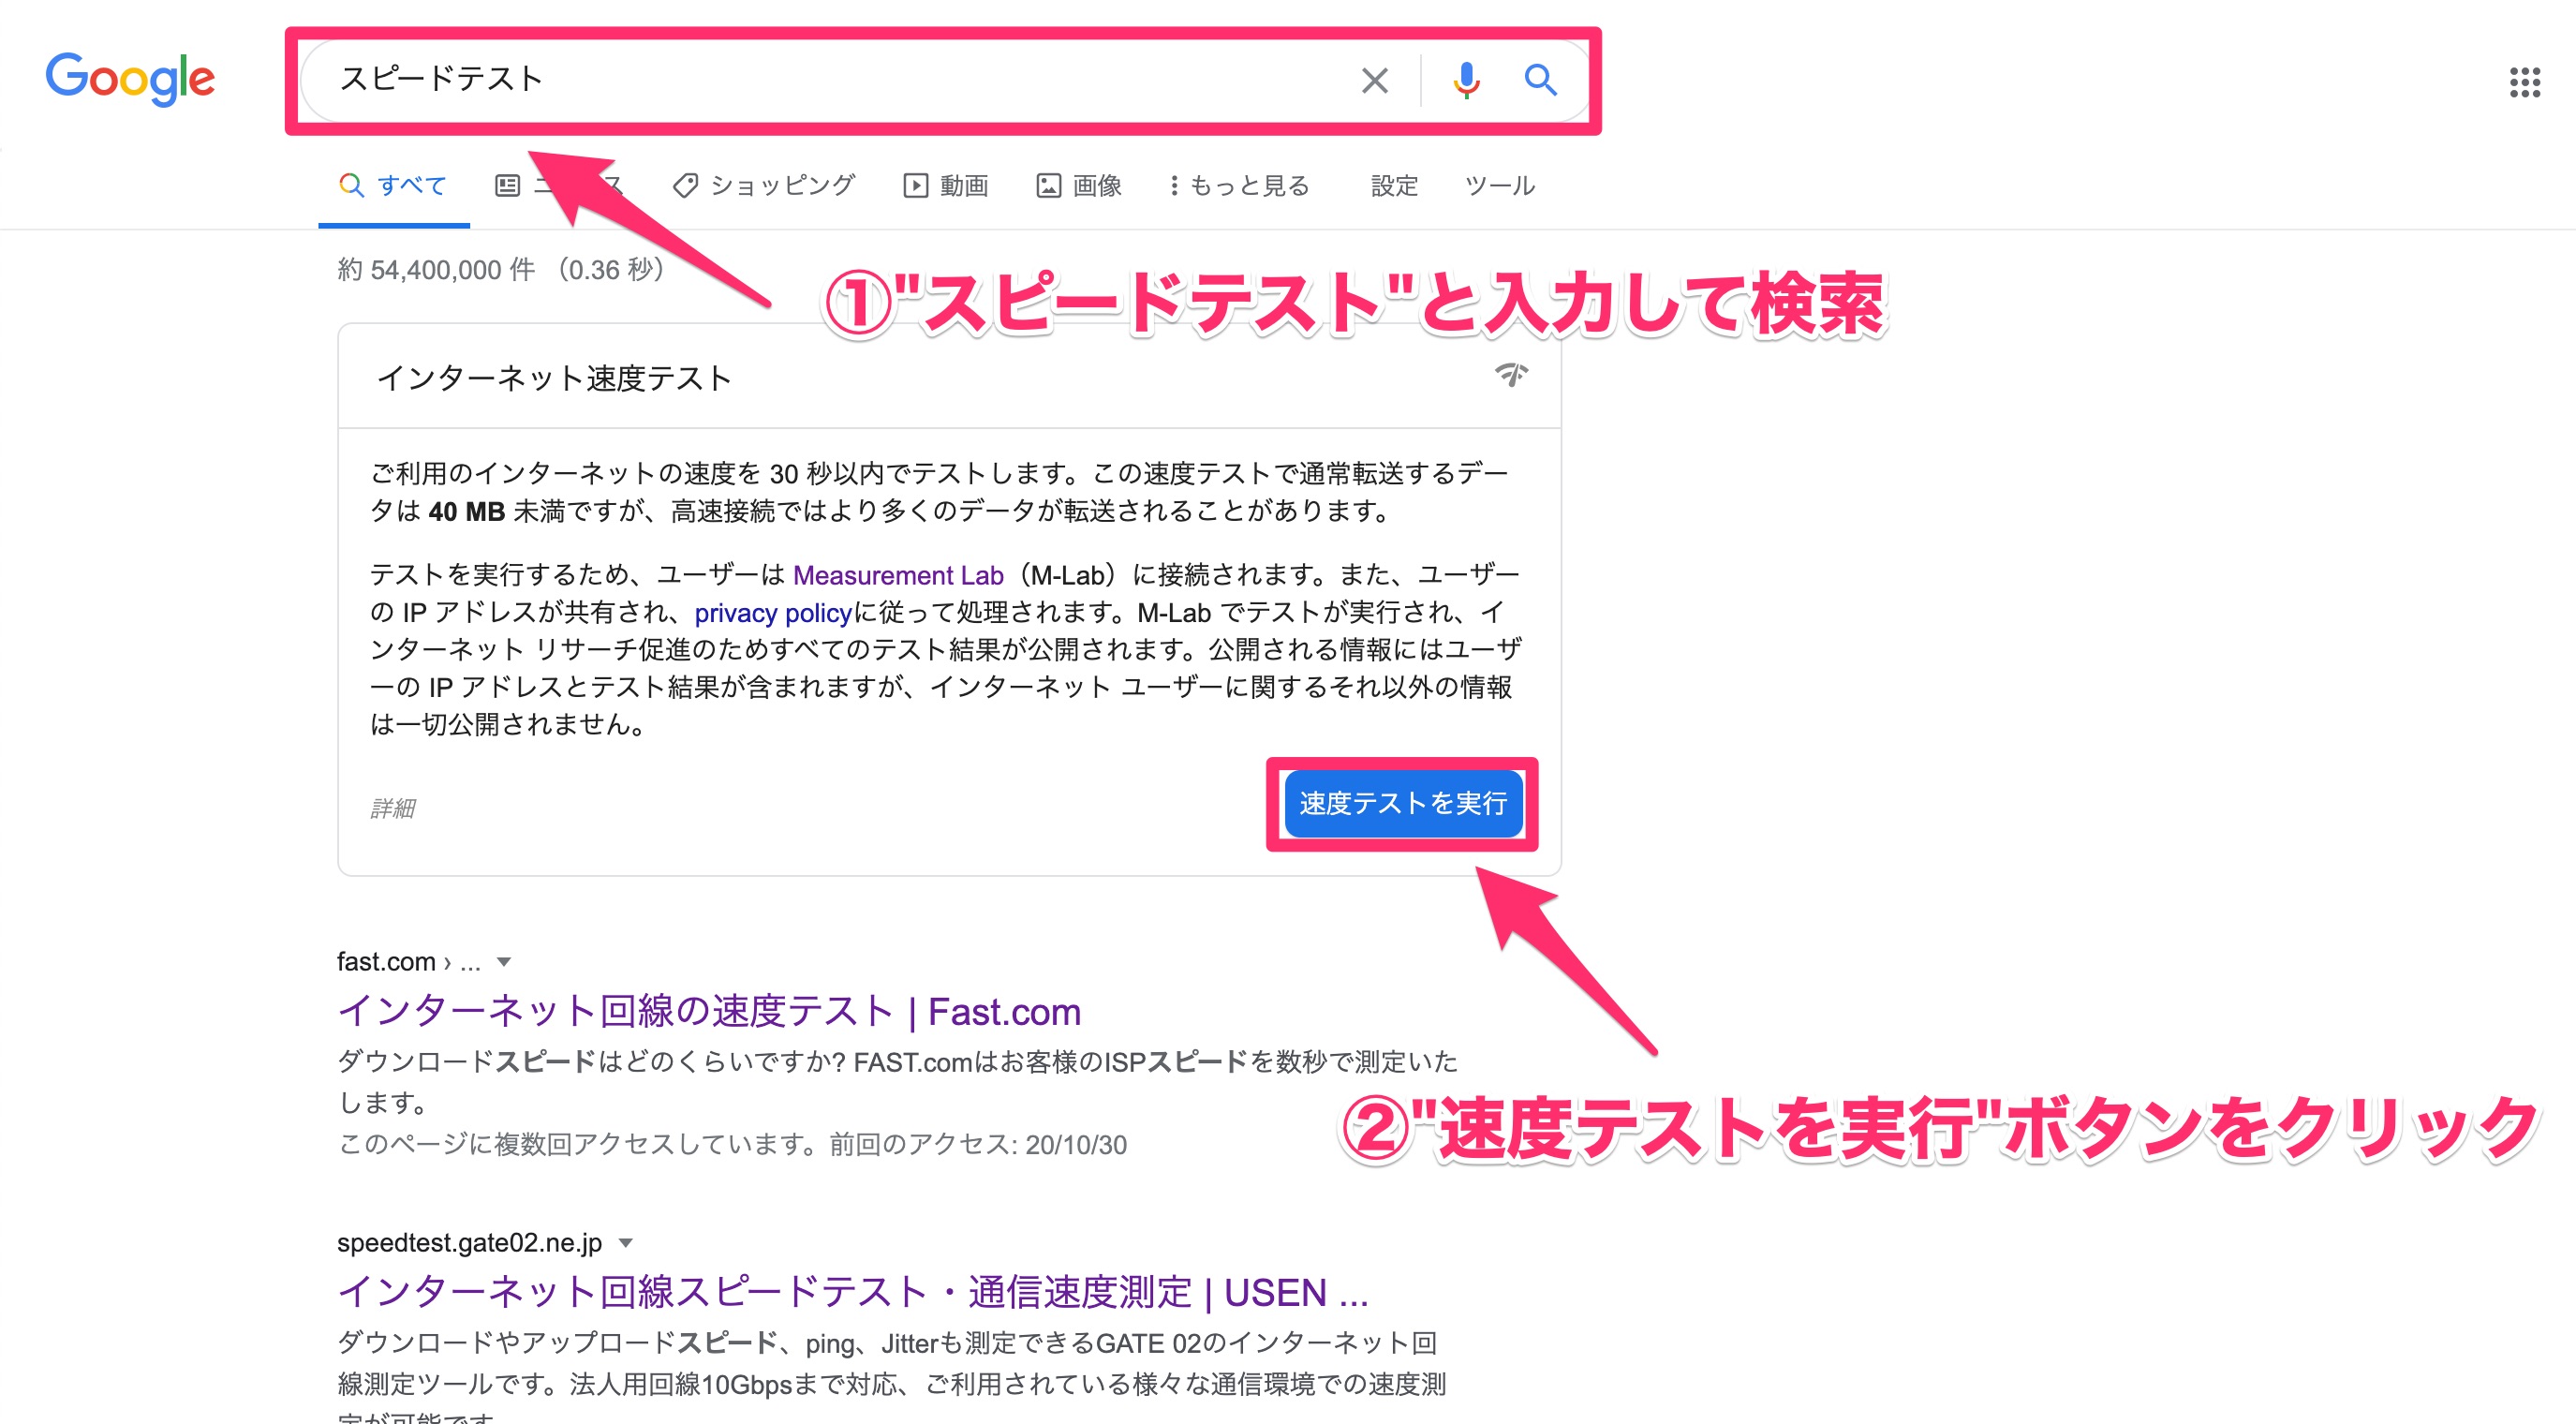 Google
スピードテスト
すべて
ショッピング
動画
画像
もっと見る
設定
ツール
約 54,400,000 件 （0.36 秒）
①"スピードテスト"と入力して検索
インターネット速度テスト
ご利用のインターネットの速度を 30 秒以内でテストします。この速度テストで通常転送するデー
タは 40 MB 未満ですが、高速接続ではより多くのデータが転送されることがあります。
テストを実行するため、ユーザーは Measurement Lab（M-Lab）に接続されます。また、ユーザー
の IP アドレスが共有され、privacy policyに従って処理されます。M-Lab でテストが実行され、イ
ンターネット リサーチ促進のためすべてのテスト結果が公開されます。公開される情報にはユーザ
ーの IP アドレスとテスト結果が含まれますが、インターネット ユーザーに関するそれ以外の情報
は一切公開されません。
詳細
速度テストを実行
fast.com › ...
インターネット回線の速度テスト | Fast.com
ダウンロードスピードはどのくらいですか? FAST.comはお客様のISPスピードを数秒で測定いた
します。
②"速度テストを実行"ボタンをクリック
このページに複数回アクセスしています。前回のアクセス: 20/10/30
speedtest.gate02.ne.jp
インターネット回線スピードテスト・通信速度測定 | USEN ...
ダウンロードやアップロードスピード、ping、Jitterも測定できるGATE 02のインターネット回
線測定ツールです。法人用回線10Gbpsまで対応、ご利用されている様々な通信環境での速度測
定が可能です